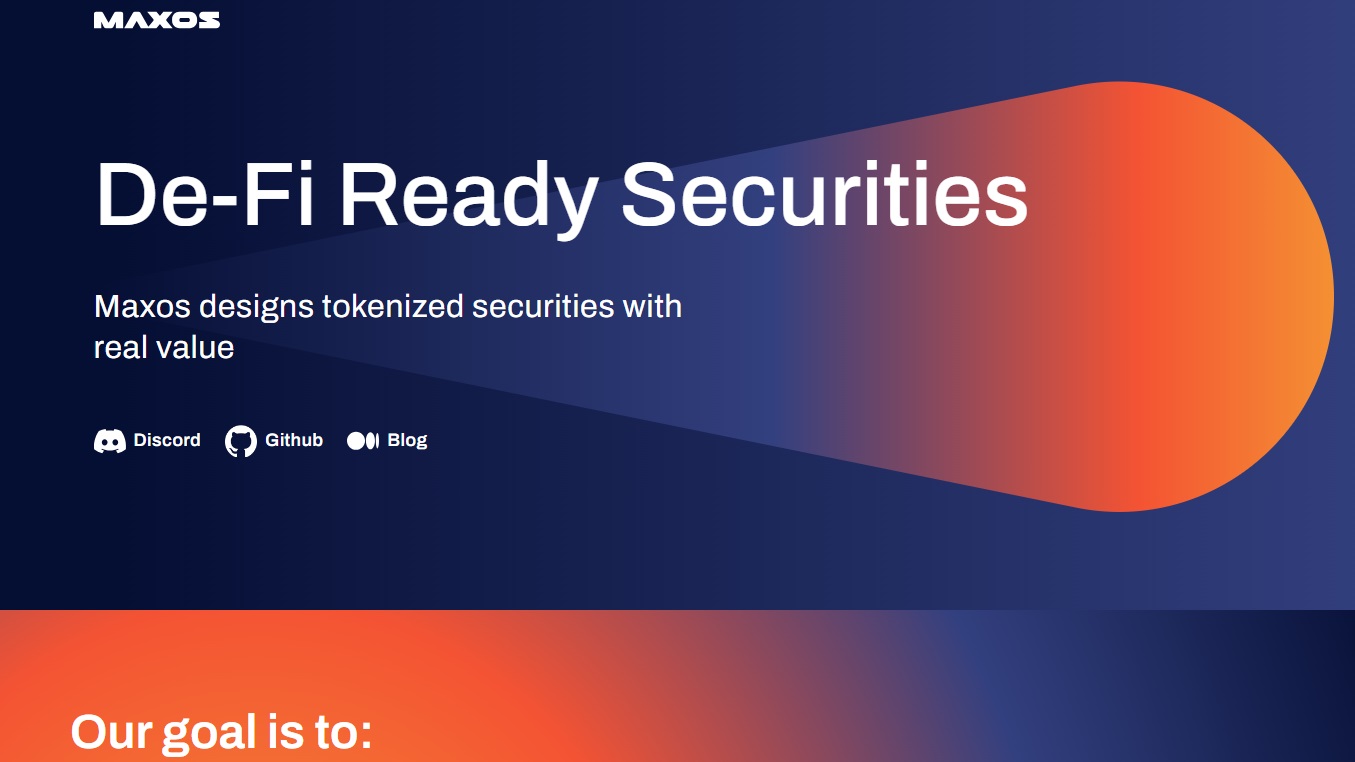 MAXOS
De-Fi Ready Securities
Maxos designs tokenized securities with
real value
Discord Github Blog
Our goal is to: